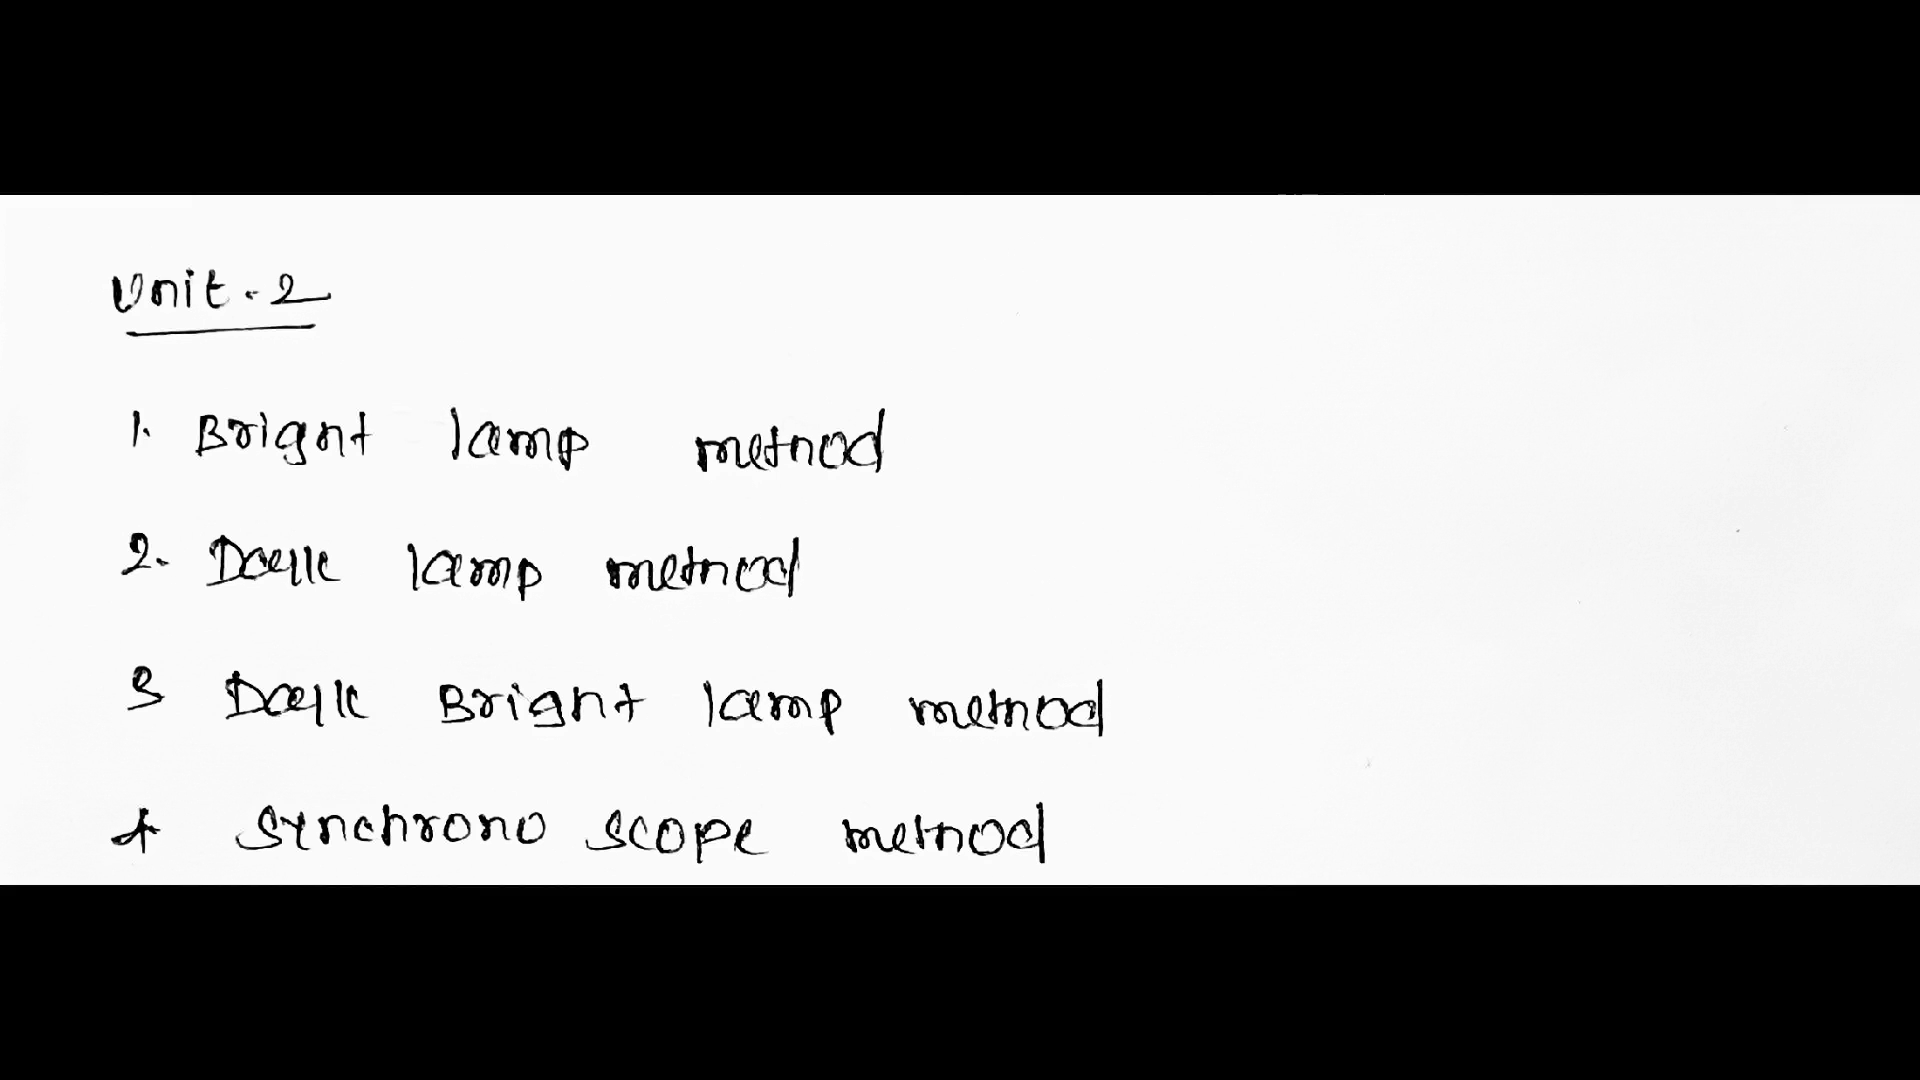 Unit - 2
1. Bright lamp method
2. Dark lamp method
3 Dark Bright lamp method
4 Synchrono scope method